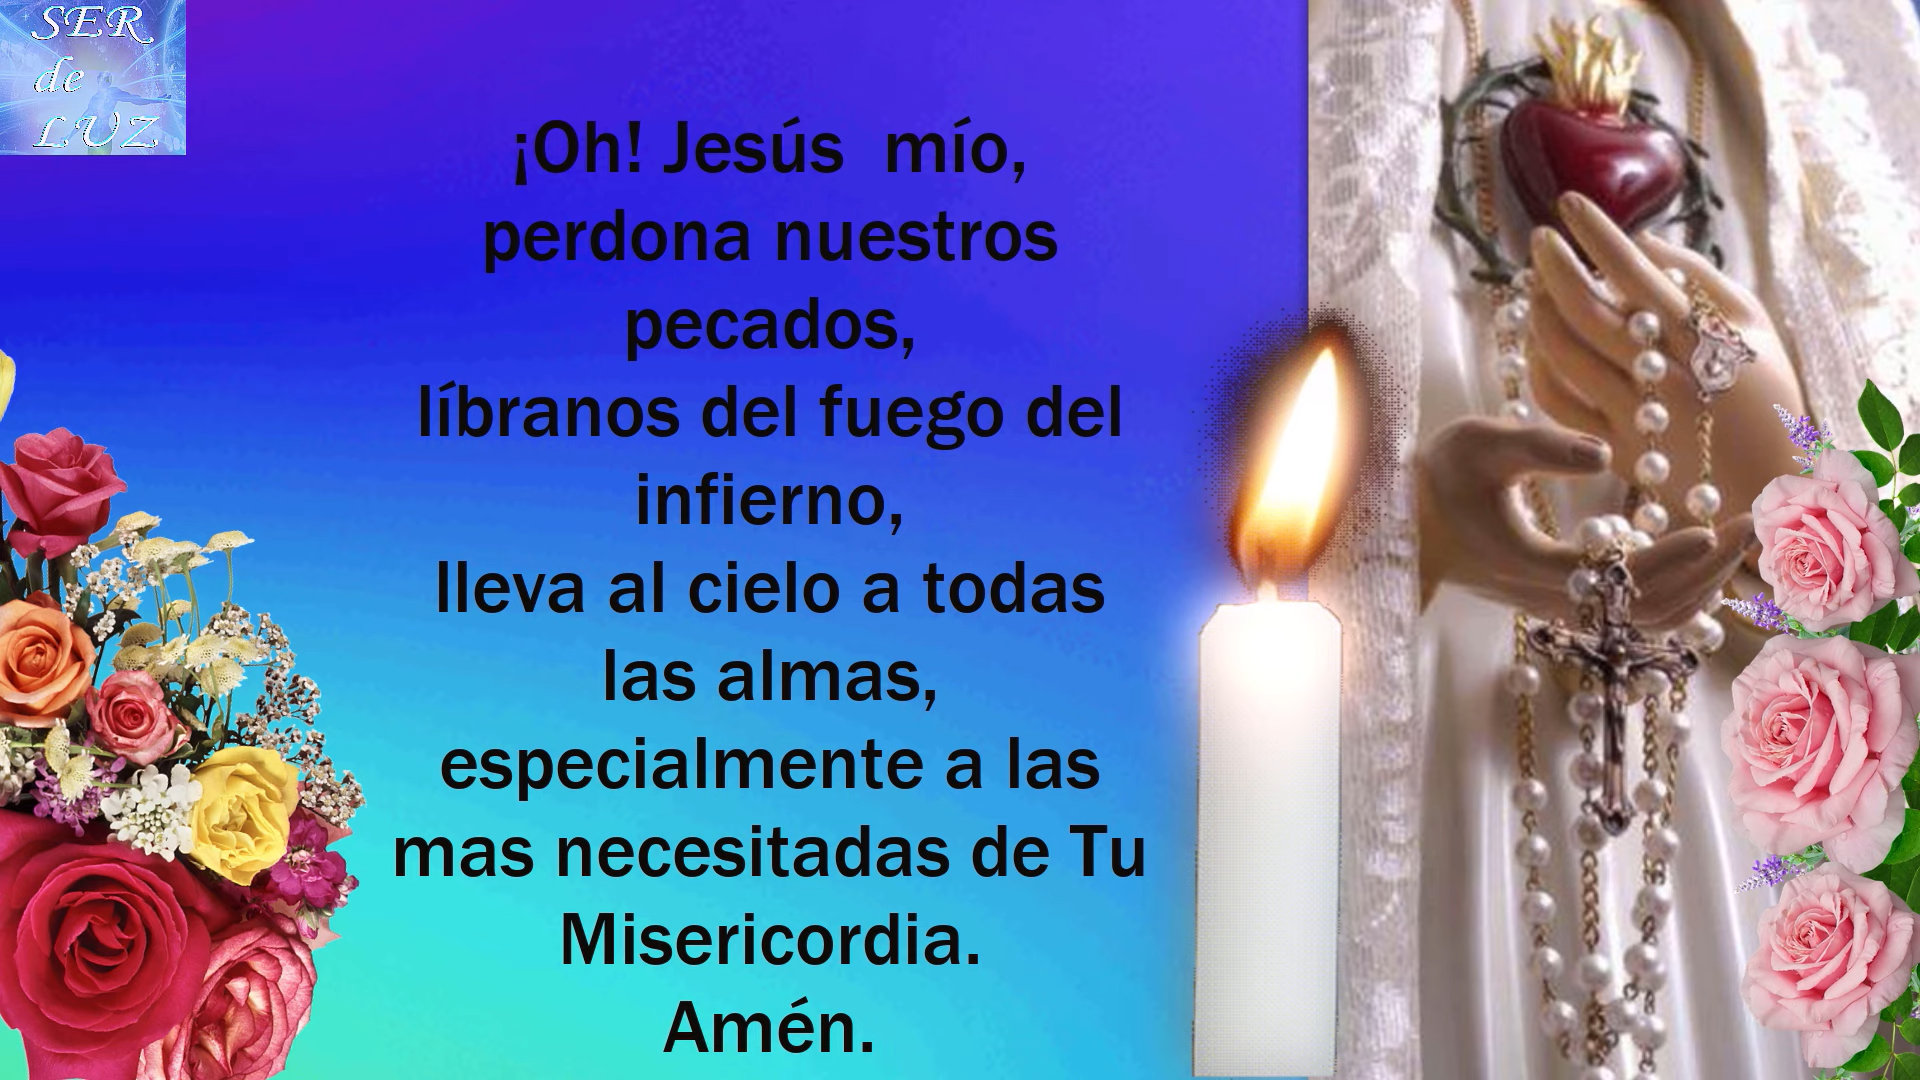 SER
de
LUZ
¡Oh! Jesús  mío,
perdona nuestros
pecados,
líbranos del fuego del
infierno,
lleva al cielo a todas
las almas,
especialmente a las
mas necesitadas de Tu
Misericordia.
Amén.